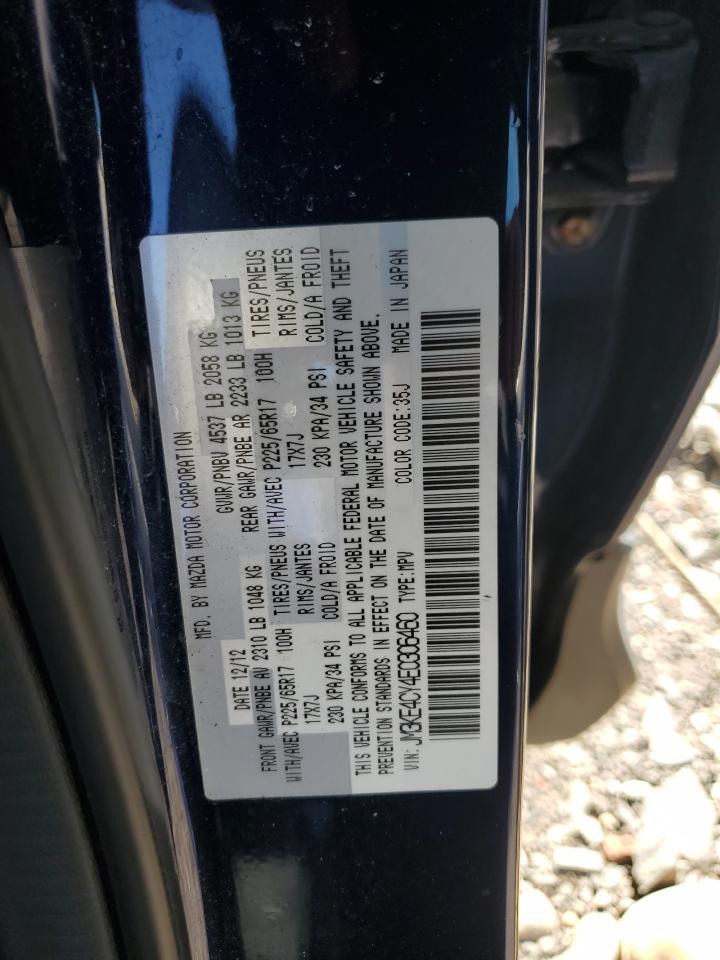 MFD. BY MAZDA MOTOR CORPORATION
DATE 12/12 GVWR/PNBV 4537 LB 2058 KG
FRONT GAWR/PNBE AV 2310 LB 1048 KG REAR GAWR/PNBE AR 2233 LB 1013 KG
WITH/AVEC P225/65R17 100H TIRES/PNEUS WITH/AVEC P225/65R17 100H TIRES/PNEUS
17X7J RIMS/JANTES 17X7J RIMS/JANTES
230 KPA/34 PSI COLD/A FROID 230 KPA/34 PSI COLD/A FROID
THIS VEHICLE CONFORMS TO ALL APPLICABLE FEDERAL MOTOR VEHICLE SAFETY AND THEFT
PREVENTION STANDARDS IN EFFECT ON THE DATE OF MANUFACTURE SHOWN ABOVE.
VIN: JM3KE4CY4E0306460 TYPE:MPV COLOR CODE:35J MADE IN JAPAN